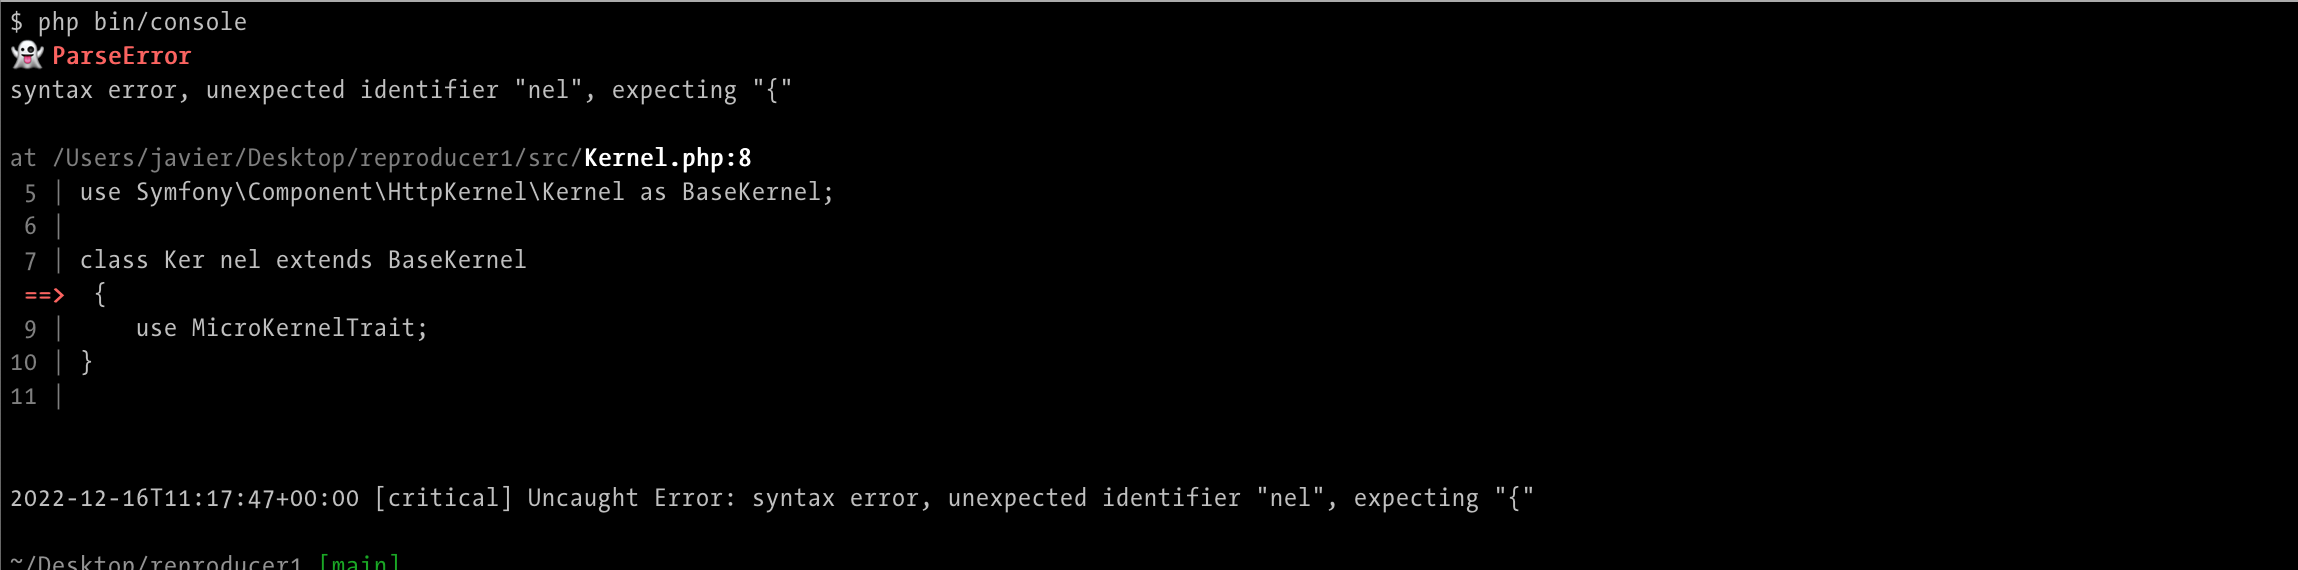 $ php bin/console
👻 ParseError
syntax error, unexpected identifier "nel", expecting "{"
at /Users/javier/Desktop/reproducer1/src/Kernel.php:8
5 | use Symfony\Component\HttpKernel\Kernel as BaseKernel;
6 |
7 | class Ker nel extends BaseKernel
==> {
9 |     use MicroKernelTrait;
10 | }
11 |
2022-12-16T11:17:47+00:00 [critical] Uncaught Error: syntax error, unexpected identifier "nel", expecting "{"
~/Desktop/reproducer1 [main]